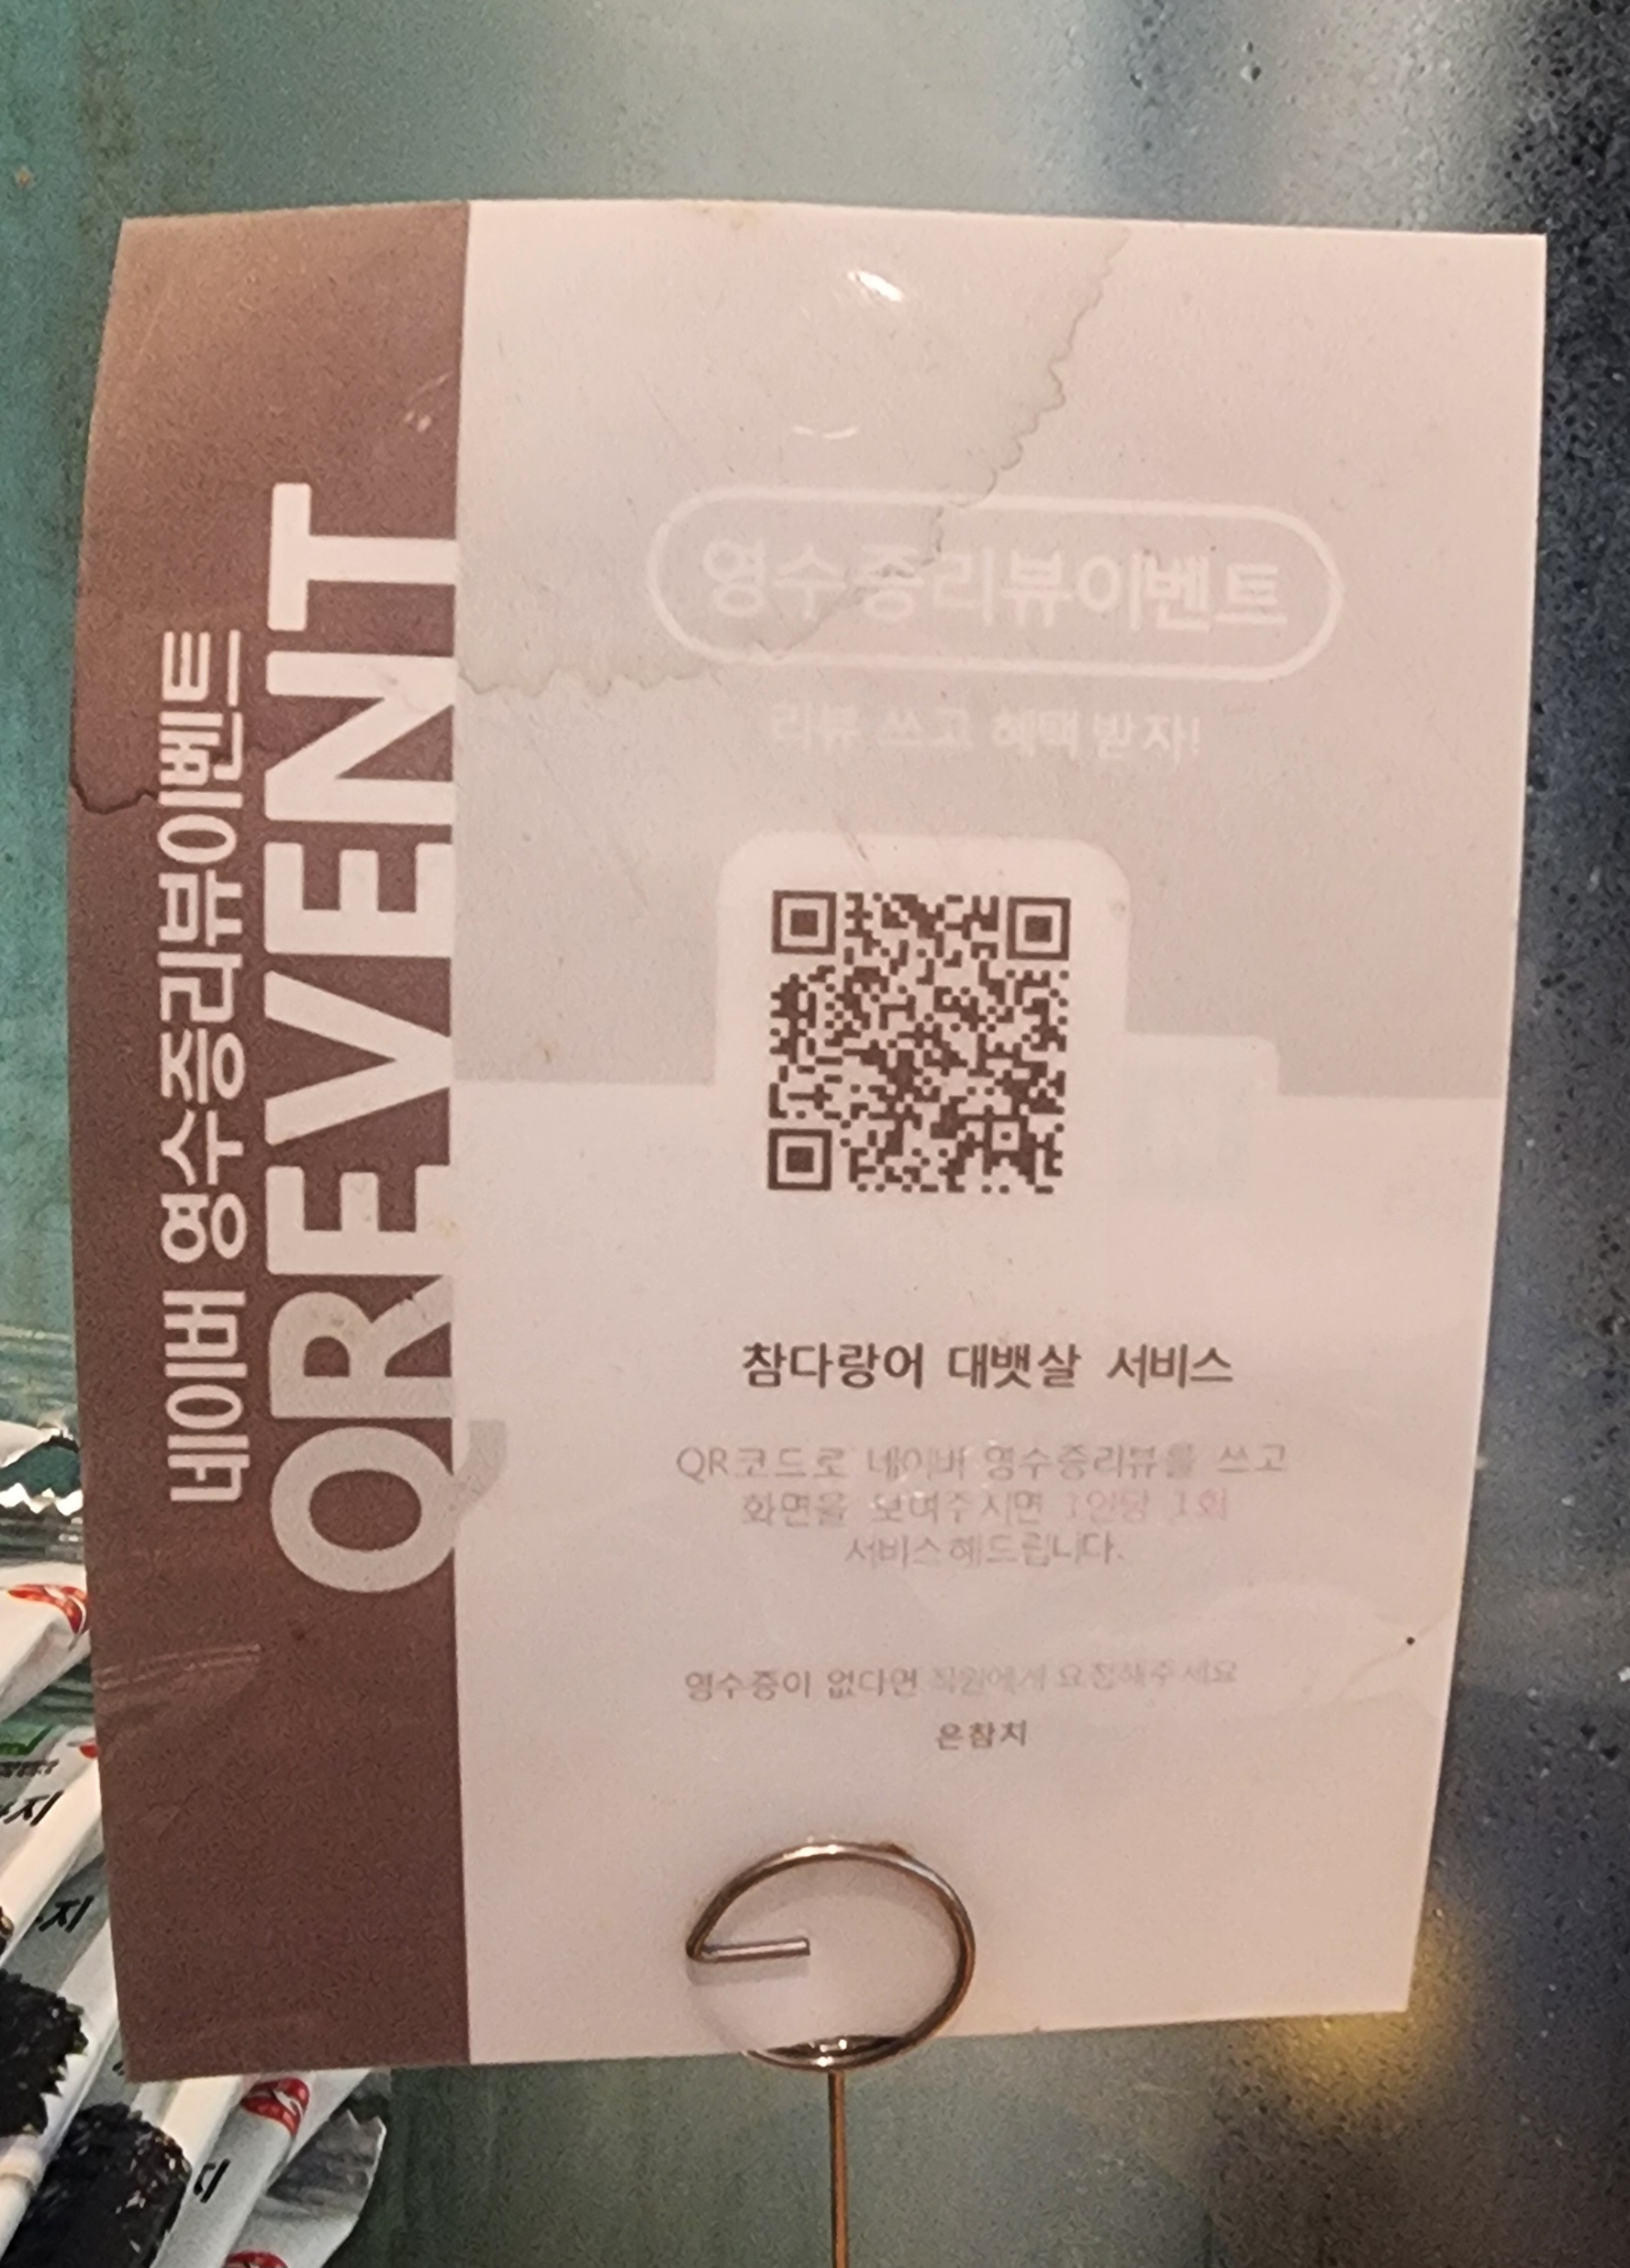 네이버 영수증리뷰이벤트
QREVENT
영수증리뷰이벤트
리뷰 쓰고 혜택 받자!
참다랑어 대뱃살 서비스
QR코드로 네이버 영수증리뷰를 쓰고
화면을 보여주시면 1인당 1회
서비스해드립니다.
영수증이 없다면 직원에게 요청해주세요
은참치
지
지
지